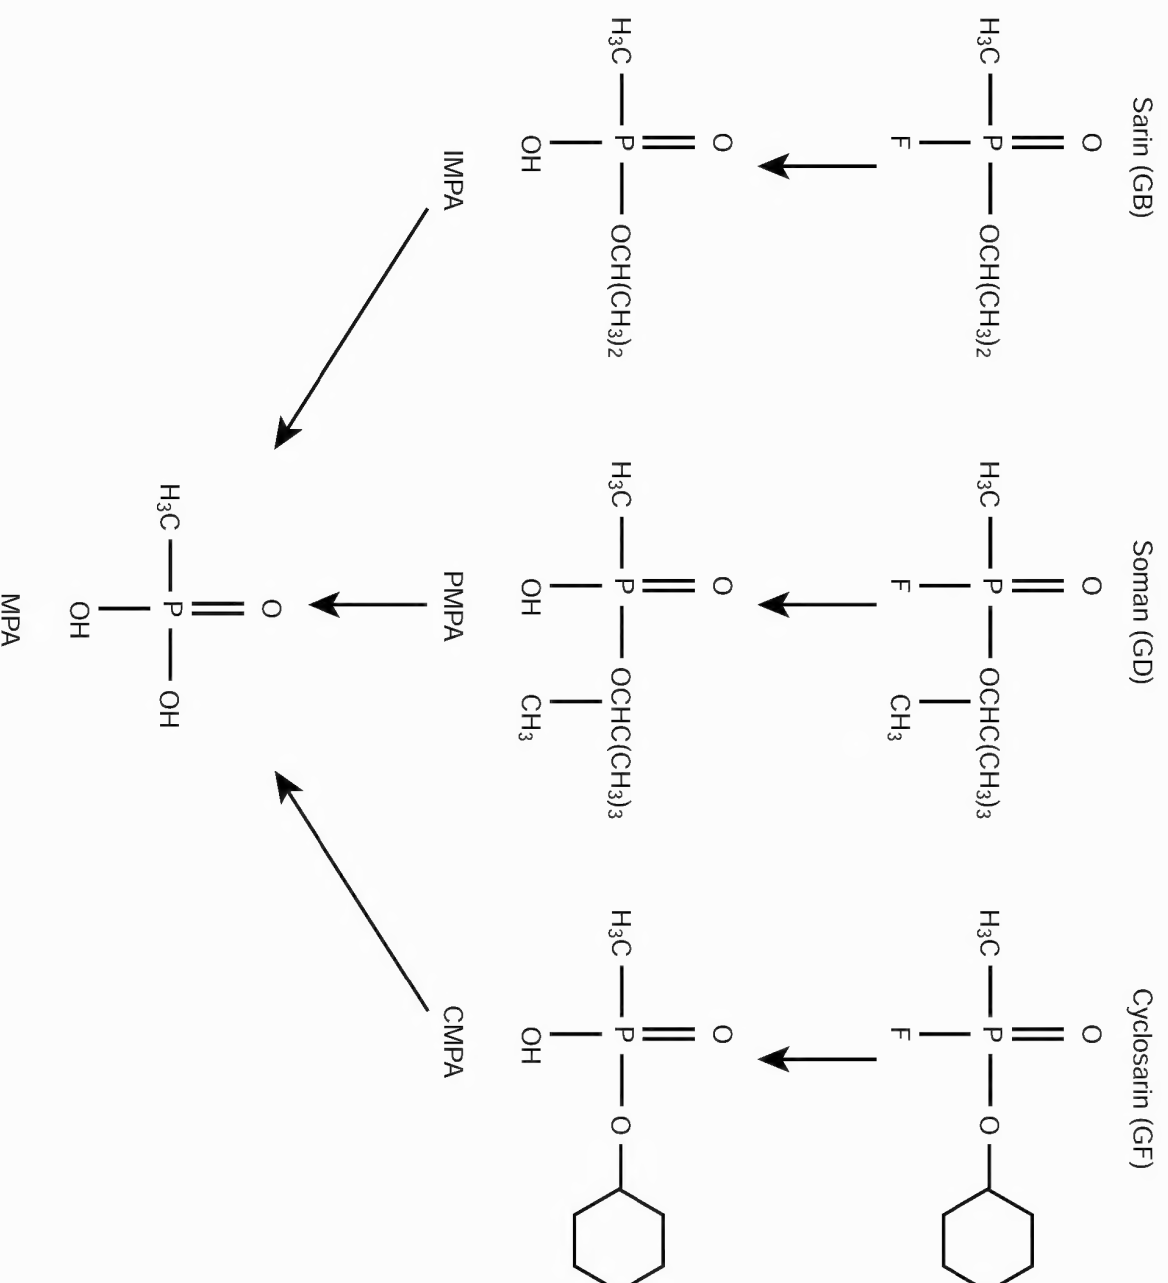 Sarin (GB)
Soman (GD)
Cyclosarin (GF)
O
O
O
H₃C P OCH(CH₃)₂
H₃C P OCHC(CH₃)₃
H₃C P O
F
F CH₃
F
O
O
O
H₃C P OCH(CH₃)₂
H₃C P OCHC(CH₃)₃
H₃C P O
OH
OH CH₃
OH
IMPA
PMPA
CMPA
O
H₃C P OH
OH
MPA